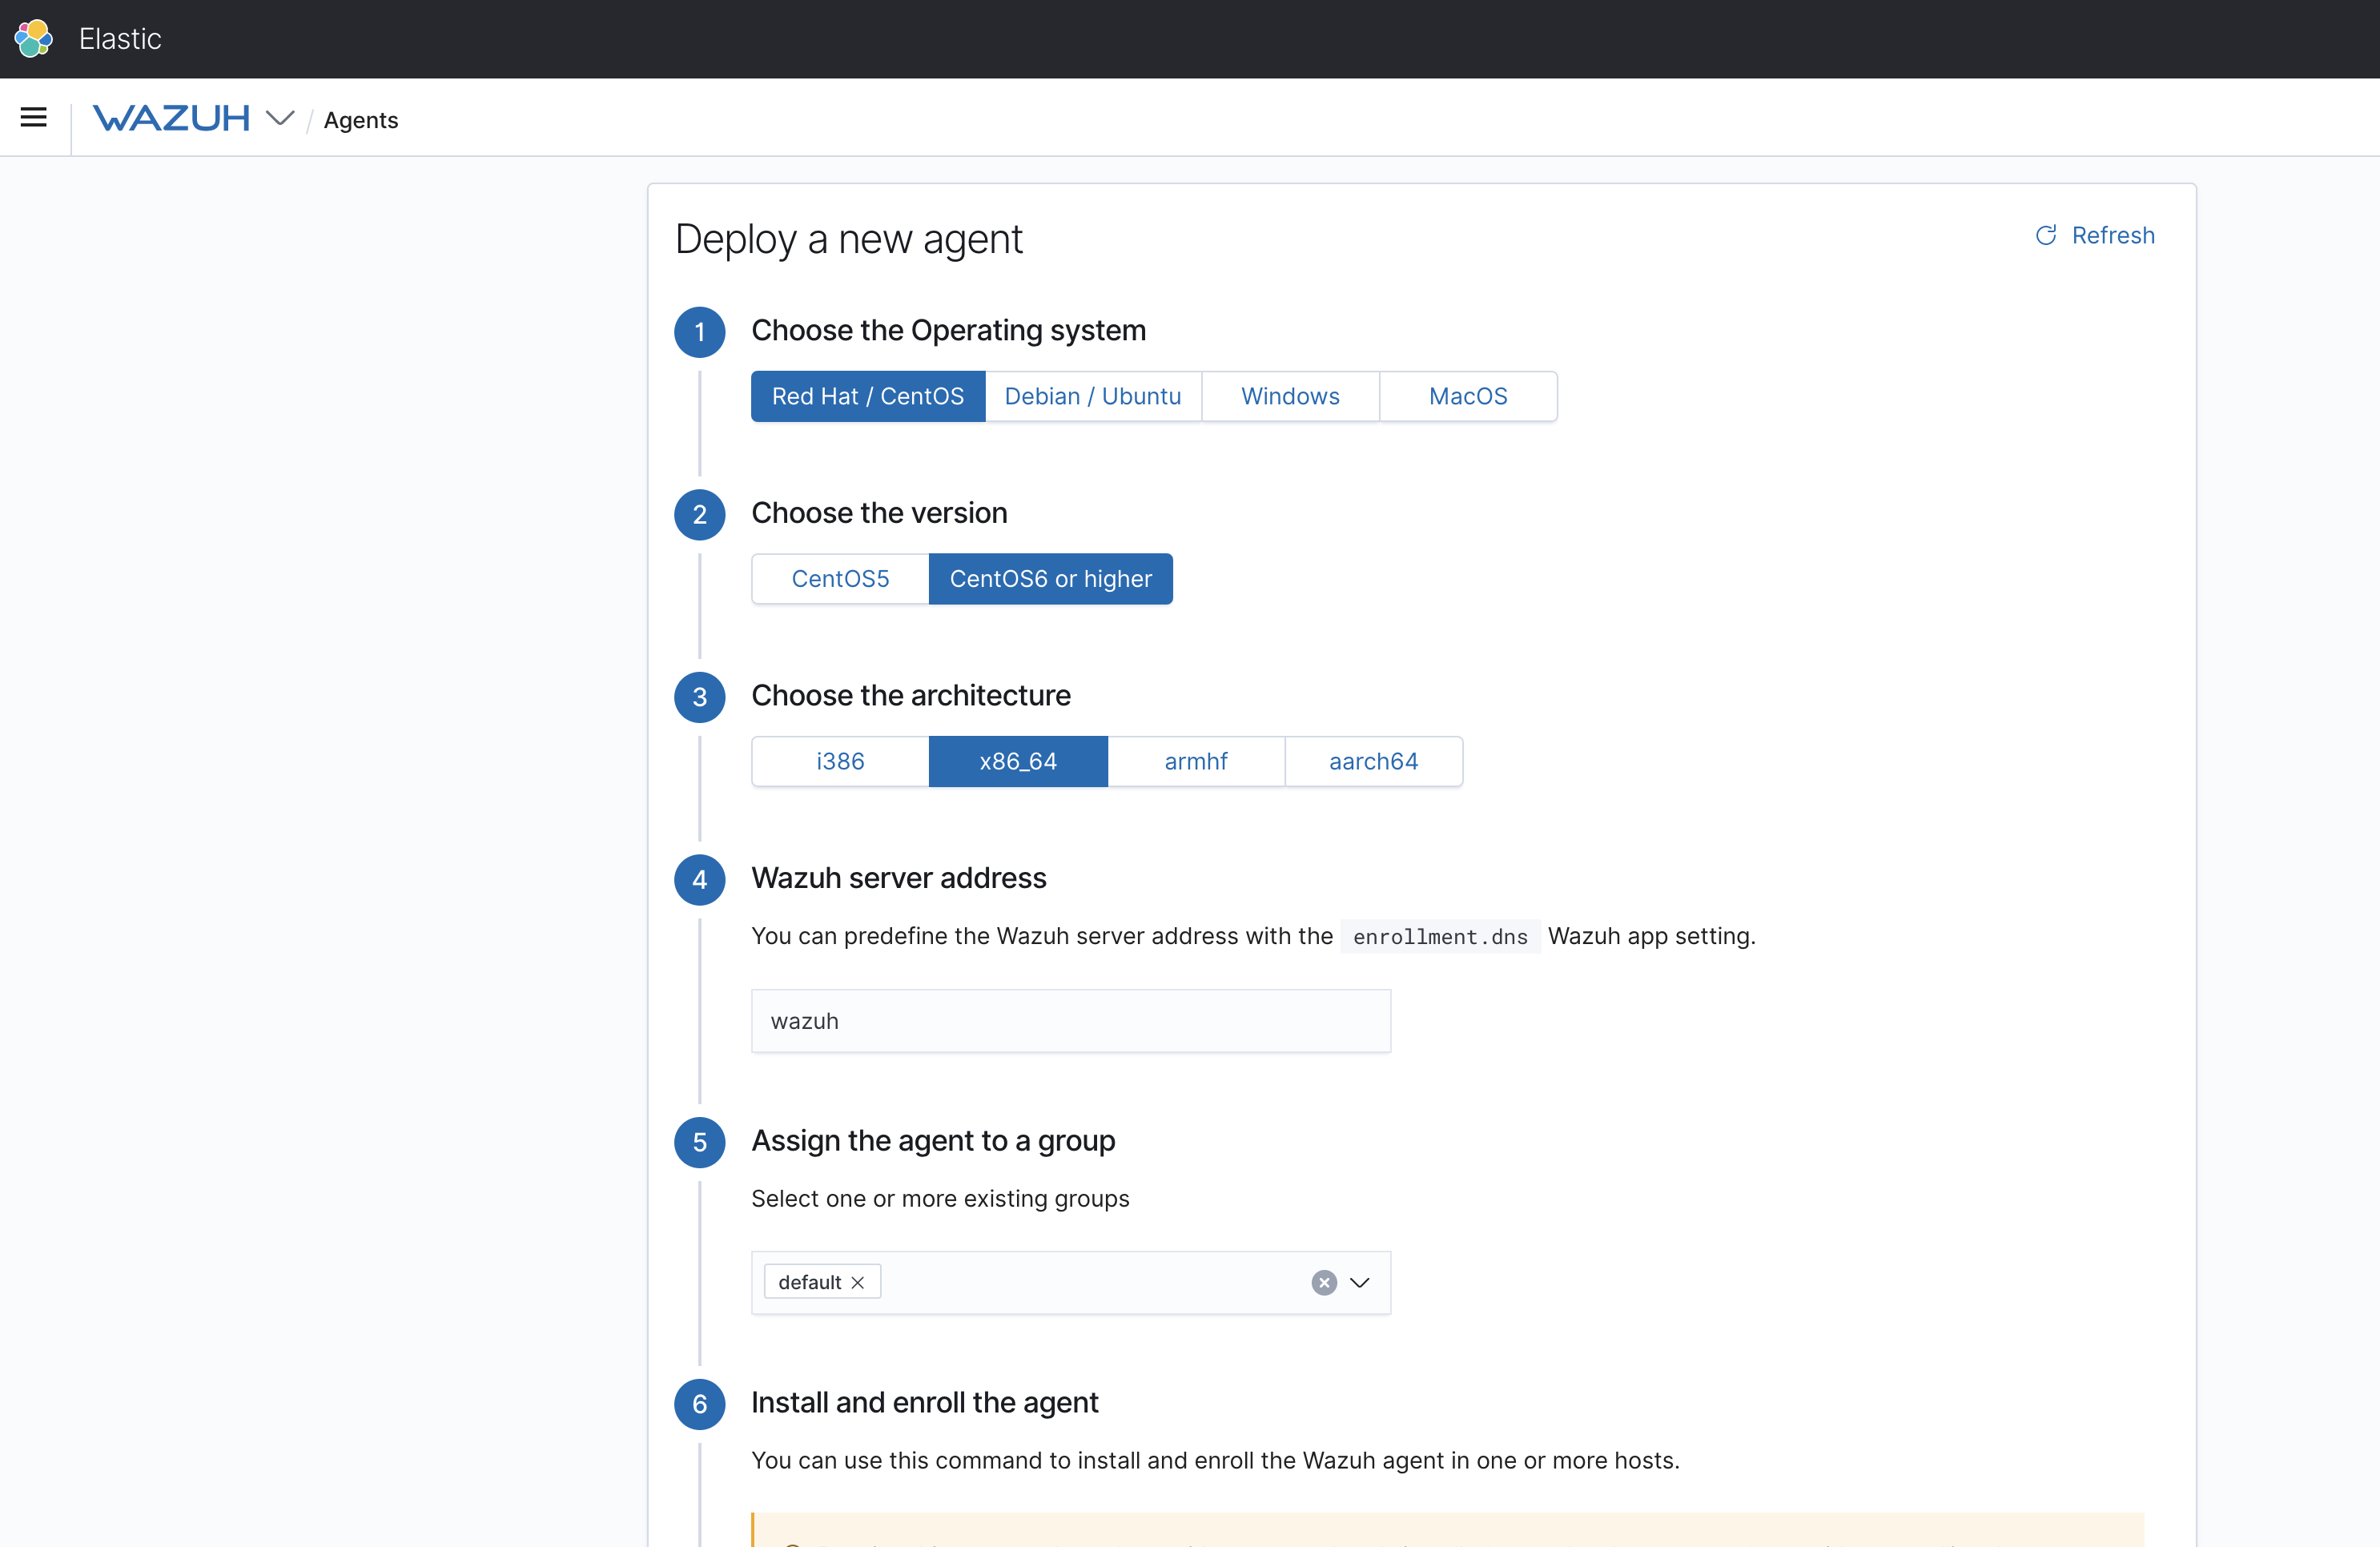 Elastic
WAZUH / Agents
Deploy a new agent
Refresh
1 Choose the Operating system
Red Hat / CentOS Debian / Ubuntu Windows MacOS
2 Choose the version
CentOS5 CentOS6 or higher
3 Choose the architecture
i386 x86_64 armhf aarch64
4 Wazuh server address
You can predefine the Wazuh server address with the enrollment.dns Wazuh app setting.
wazuh
5 Assign the agent to a group
Select one or more existing groups
default
6 Install and enroll the agent
You can use this command to install and enroll the Wazuh agent in one or more hosts.